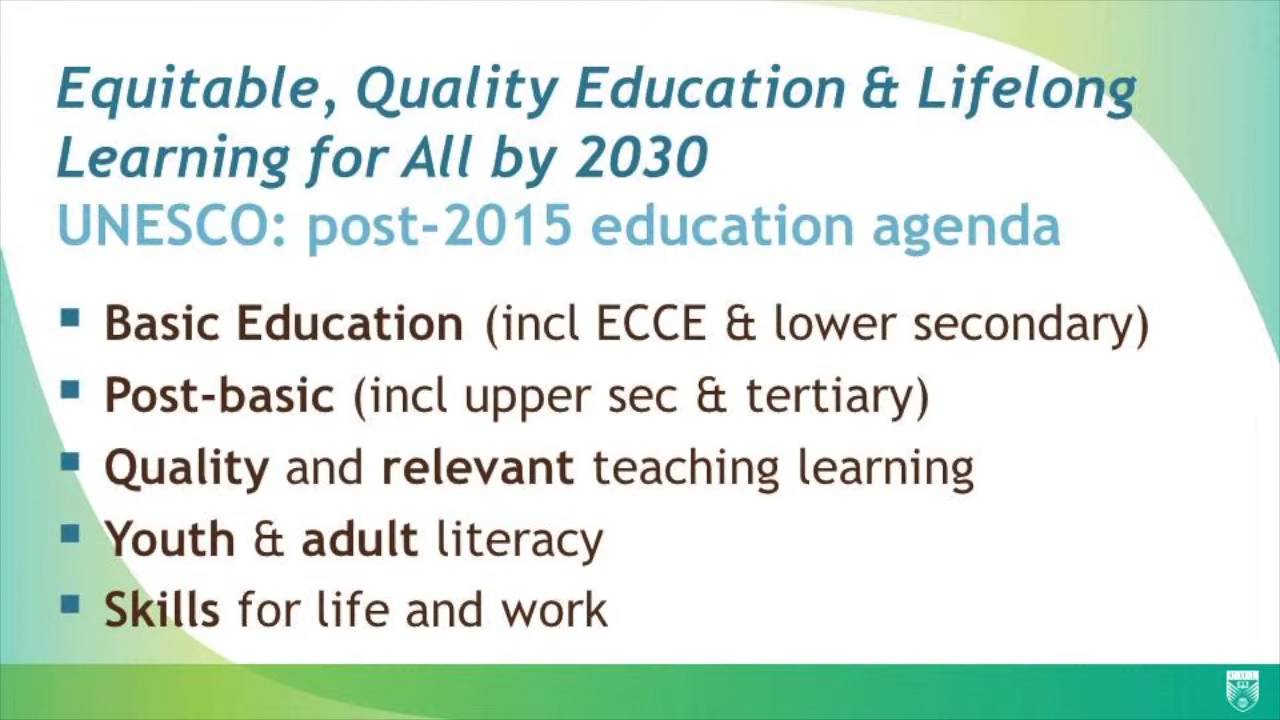 Equitable, Quality Education & Lifelong
Learning for All by 2030
UNESCO: post-2015 education agenda
▪ Basic Education (incl ECCE & lower secondary)
▪ Post-basic (incl upper sec & tertiary)
▪ Quality and relevant teaching learning
▪ Youth & adult literacy
▪ Skills for life and work